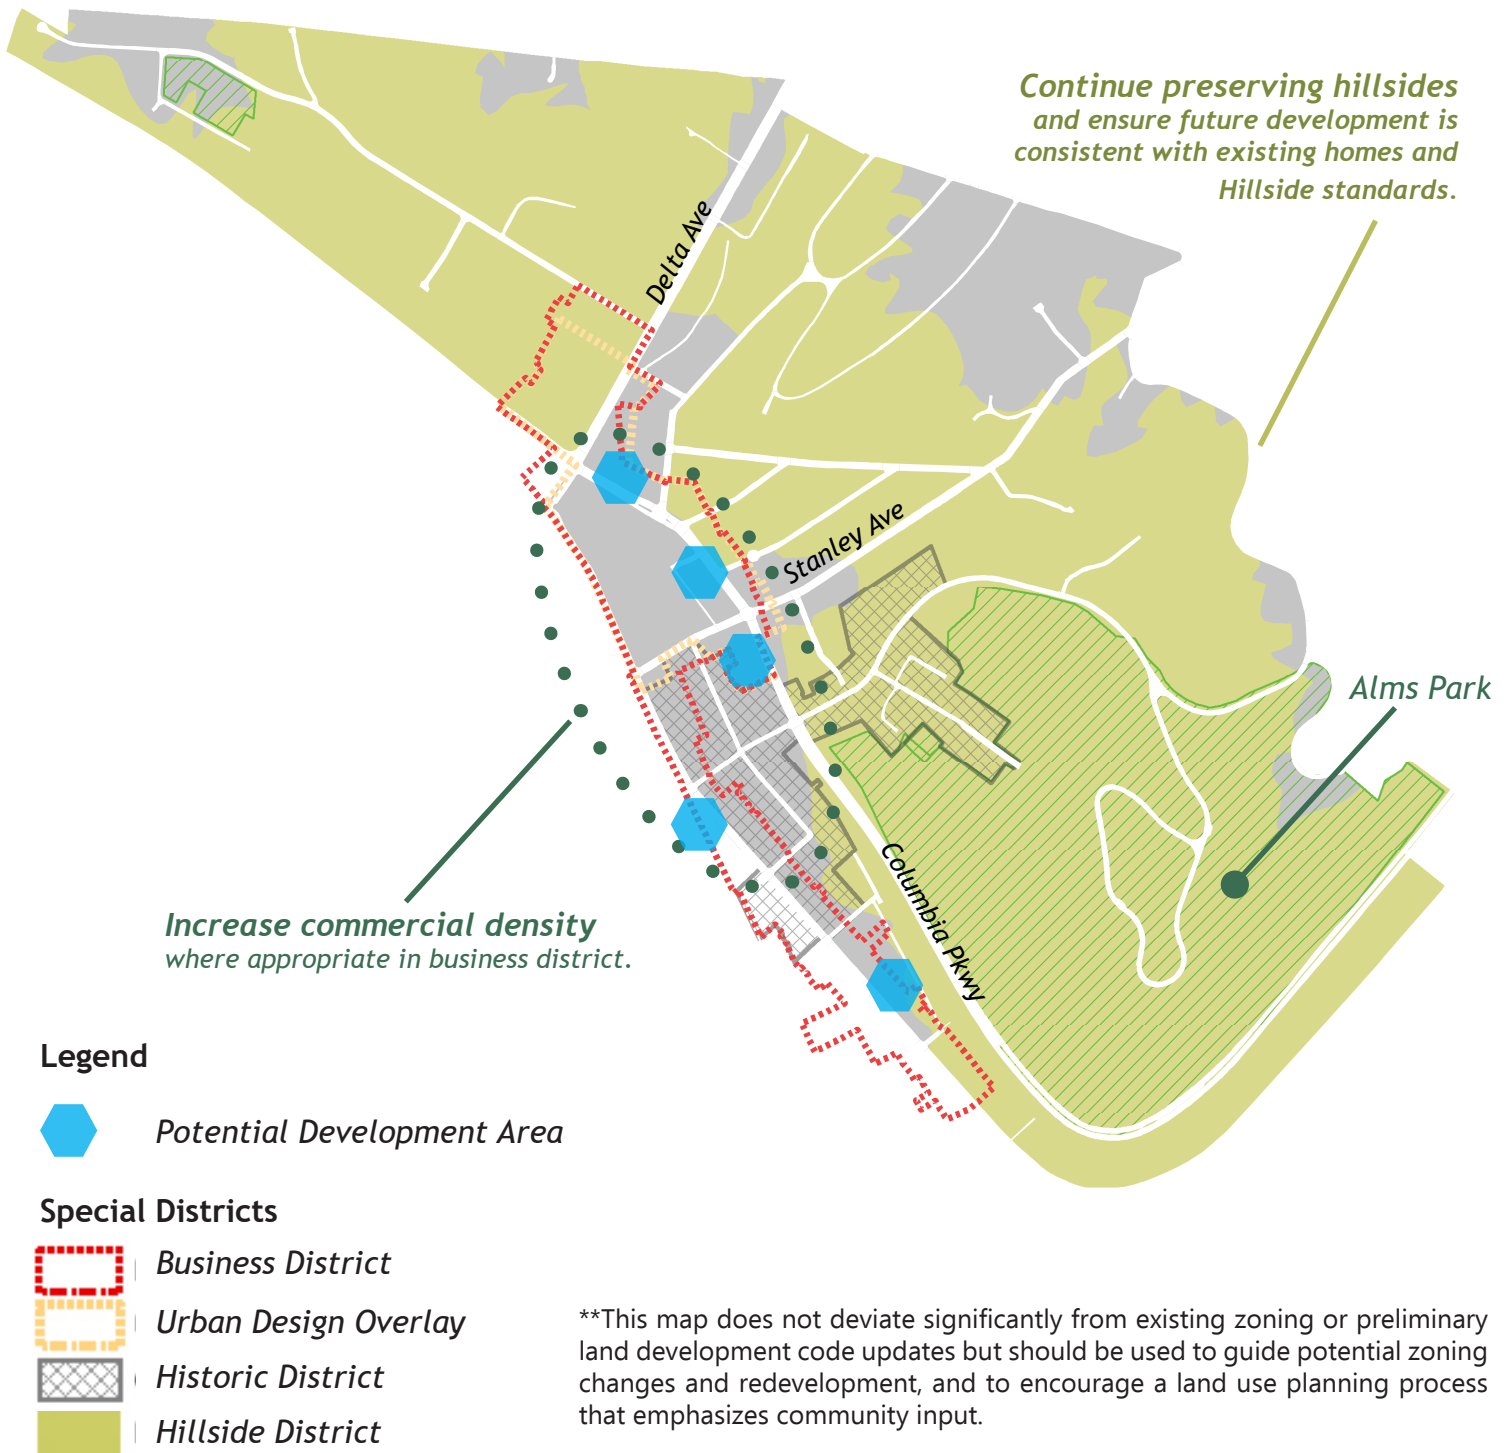 Continue preserving hillsides
and ensure future development is
consistent with existing homes and
Hillside standards.
Delta Ave
Stanley Ave
Alms Park
Columbia Pkwy
Increase commercial density
where appropriate in business district.
Legend
Potential Development Area
Special Districts
Business District
Urban Design Overlay
Historic District
Hillside District
**This map does not deviate significantly from existing zoning or preliminary
land development code updates but should be used to guide potential zoning
changes and redevelopment, and to encourage a land use planning process
that emphasizes community input.